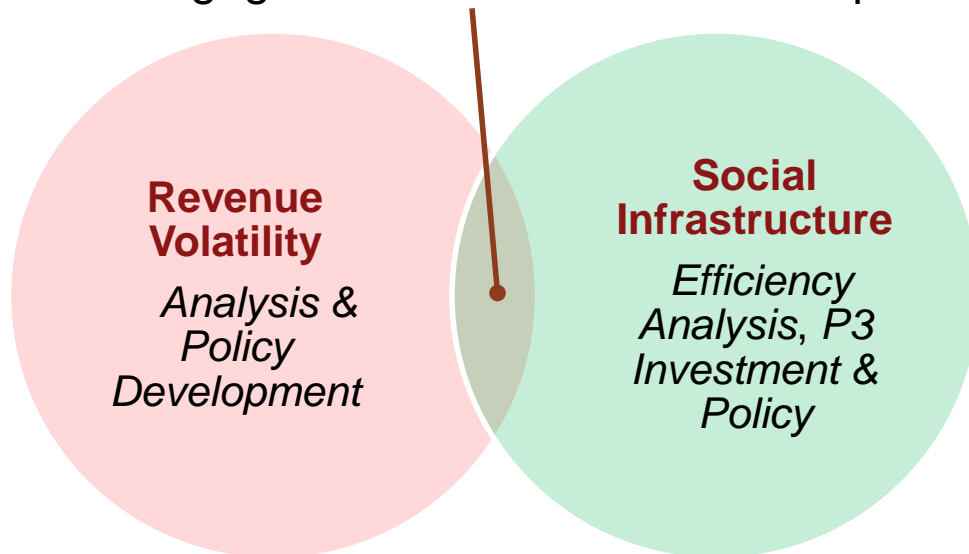 Revenue
Volatility
Analysis &
Policy
Development
Social
Infrastructure
Efficiency
Analysis, P3
Investment &
Policy